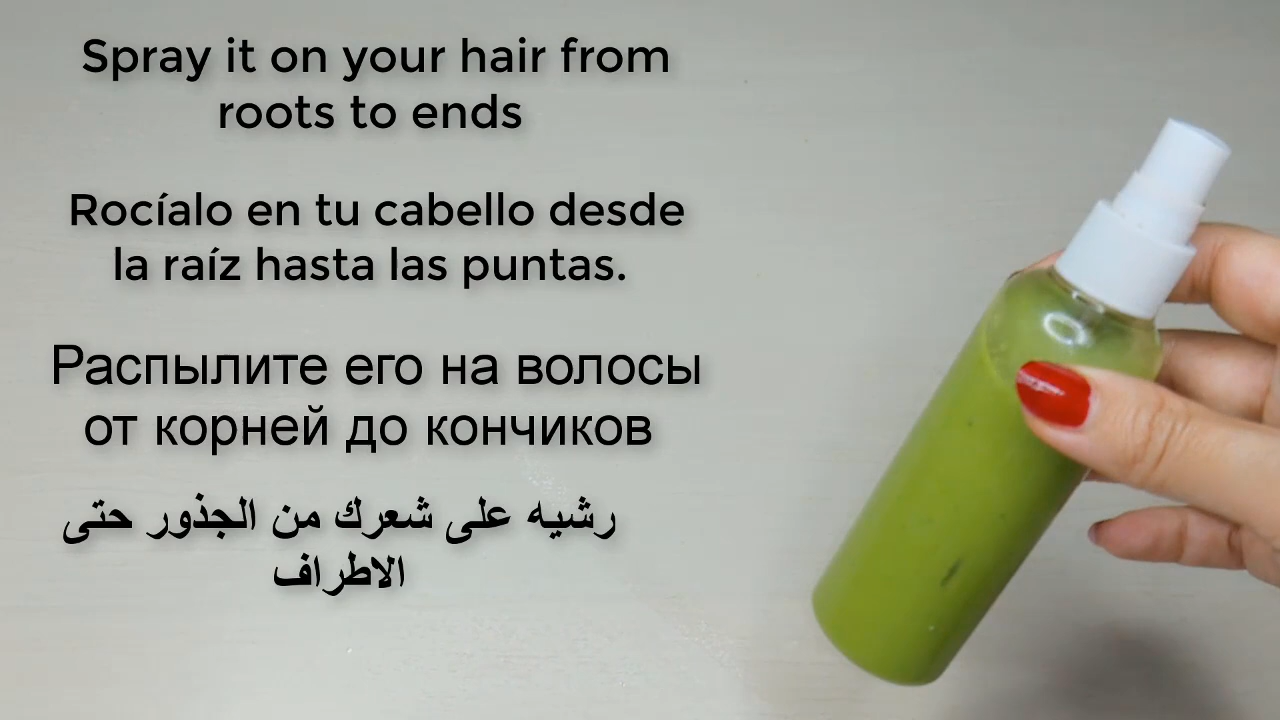 Spray it on your hair from
roots to ends
Rocíalo en tu cabello desde
la raíz hasta las puntas.
Распылите его на волосы
от корней до кончиков
رشيه على شعرك من الجذور حتى
الاطراف